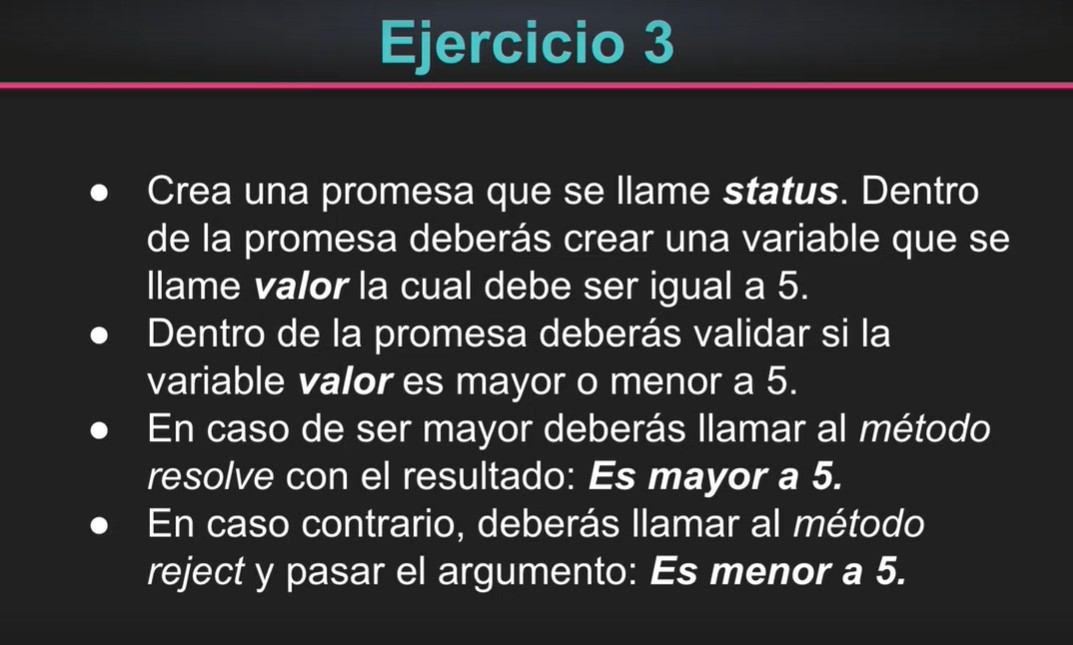 Ejercicio 3
● Crea una promesa que se llame status. Dentro
de la promesa deberás crear una variable que se
llame valor la cual debe ser igual a 5.
● Dentro de la promesa deberás validar si la
variable valor es mayor o menor a 5.
● En caso de ser mayor deberás llamar al método
resolve con el resultado: Es mayor a 5.
● En caso contrario, deberás llamar al método
reject y pasar el argumento: Es menor a 5.